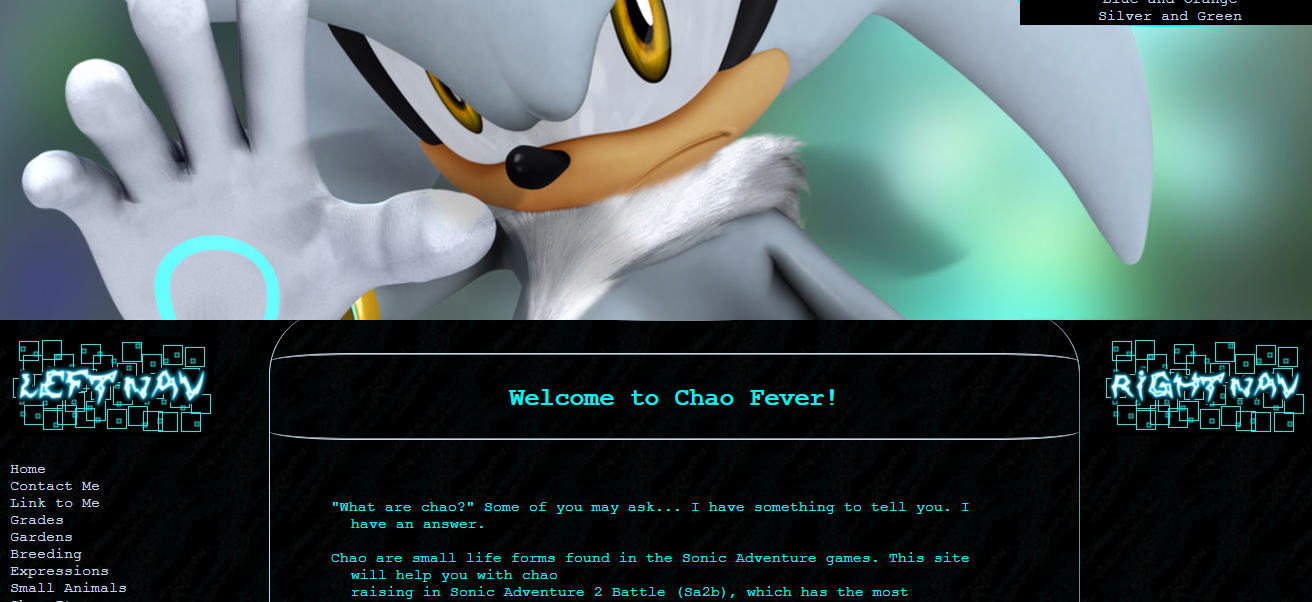 Blue and Orange
Silver and Green
LEFT NAV
RIGHT NAV
Welcome to Chao Fever!
Home
Contact Me
Link to Me
Grades
Gardens
Breeding
Expressions
Small Animals
"What are chao?" Some of you may ask... I have something to tell you. I
have an answer.
Chao are small life forms found in the Sonic Adventure games. This site
will help you with chao
raising in Sonic Adventure 2 Battle (Sa2b), which has the most